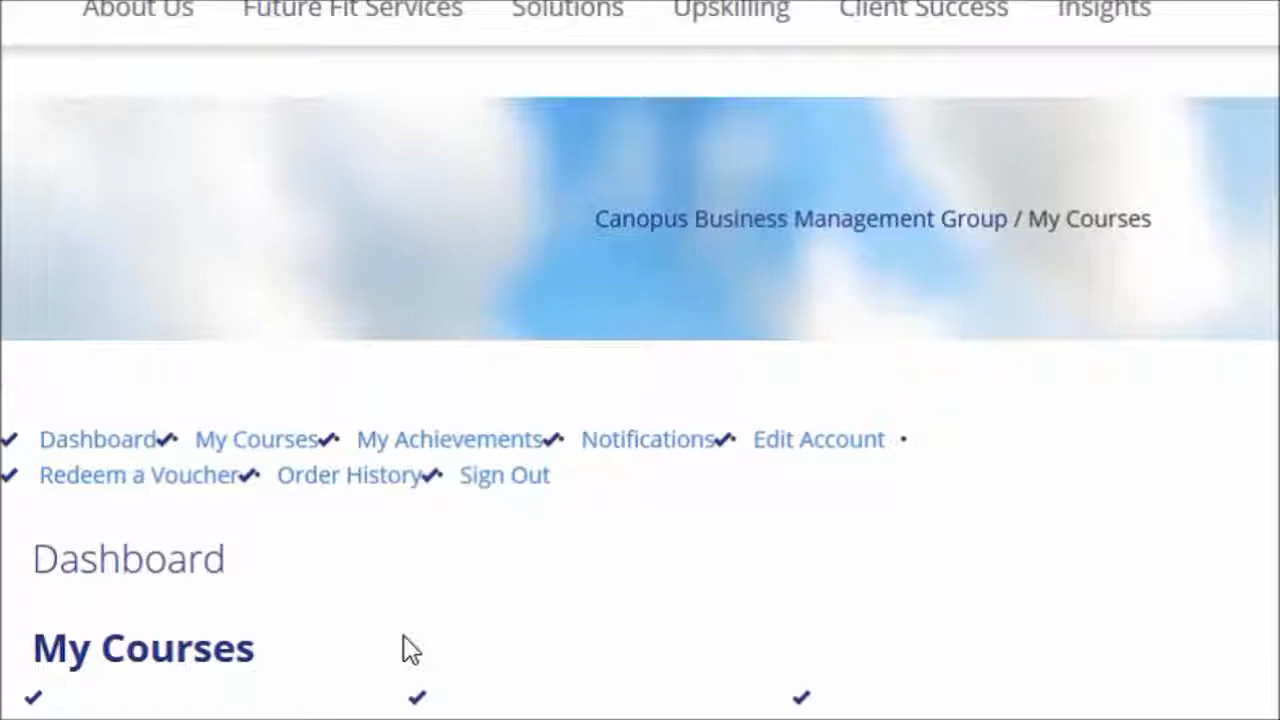 About Us Future Fit Services Solutions Upskilling Client Success Insights
Canopus Business Management Group / My Courses
Dashboard • My Courses • My Achievements • Notifications • Edit Account •
Redeem a Voucher • Order History • Sign Out
Dashboard
My Courses